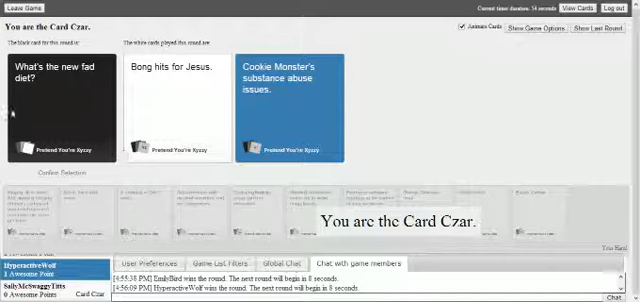 Leave Game
Current time duration: 54 seconds
View Cards
Log out
You are the Card Czar.
Animate Cards
Show Game Options
Show Last Round
The black card for this round is:
The white cards played this round are:
What's the new fad
diet?
Pretend You're Xyzzy
Bong hits for Jesus.
Pretend You're Xyzzy
Cookie Monster's
substance abuse
issues.
Pretend You're Xyzzy
Confirm Selection
You are the Card Czar.
Your Hand
HyperactiveWolf
1 Awesome Point
SallyMcSwaggyTitts
0 Awesome Points
Card Czar
User Preferences
Game List Filters
Global Chat
Chat with game members
[4:55:38 PM] EmlyBird wins the round. The next round will begin in 8 seconds.
[4:56:09 PM] HyperactiveWolf wins the round. The next round will begin in 8 seconds.
Chat